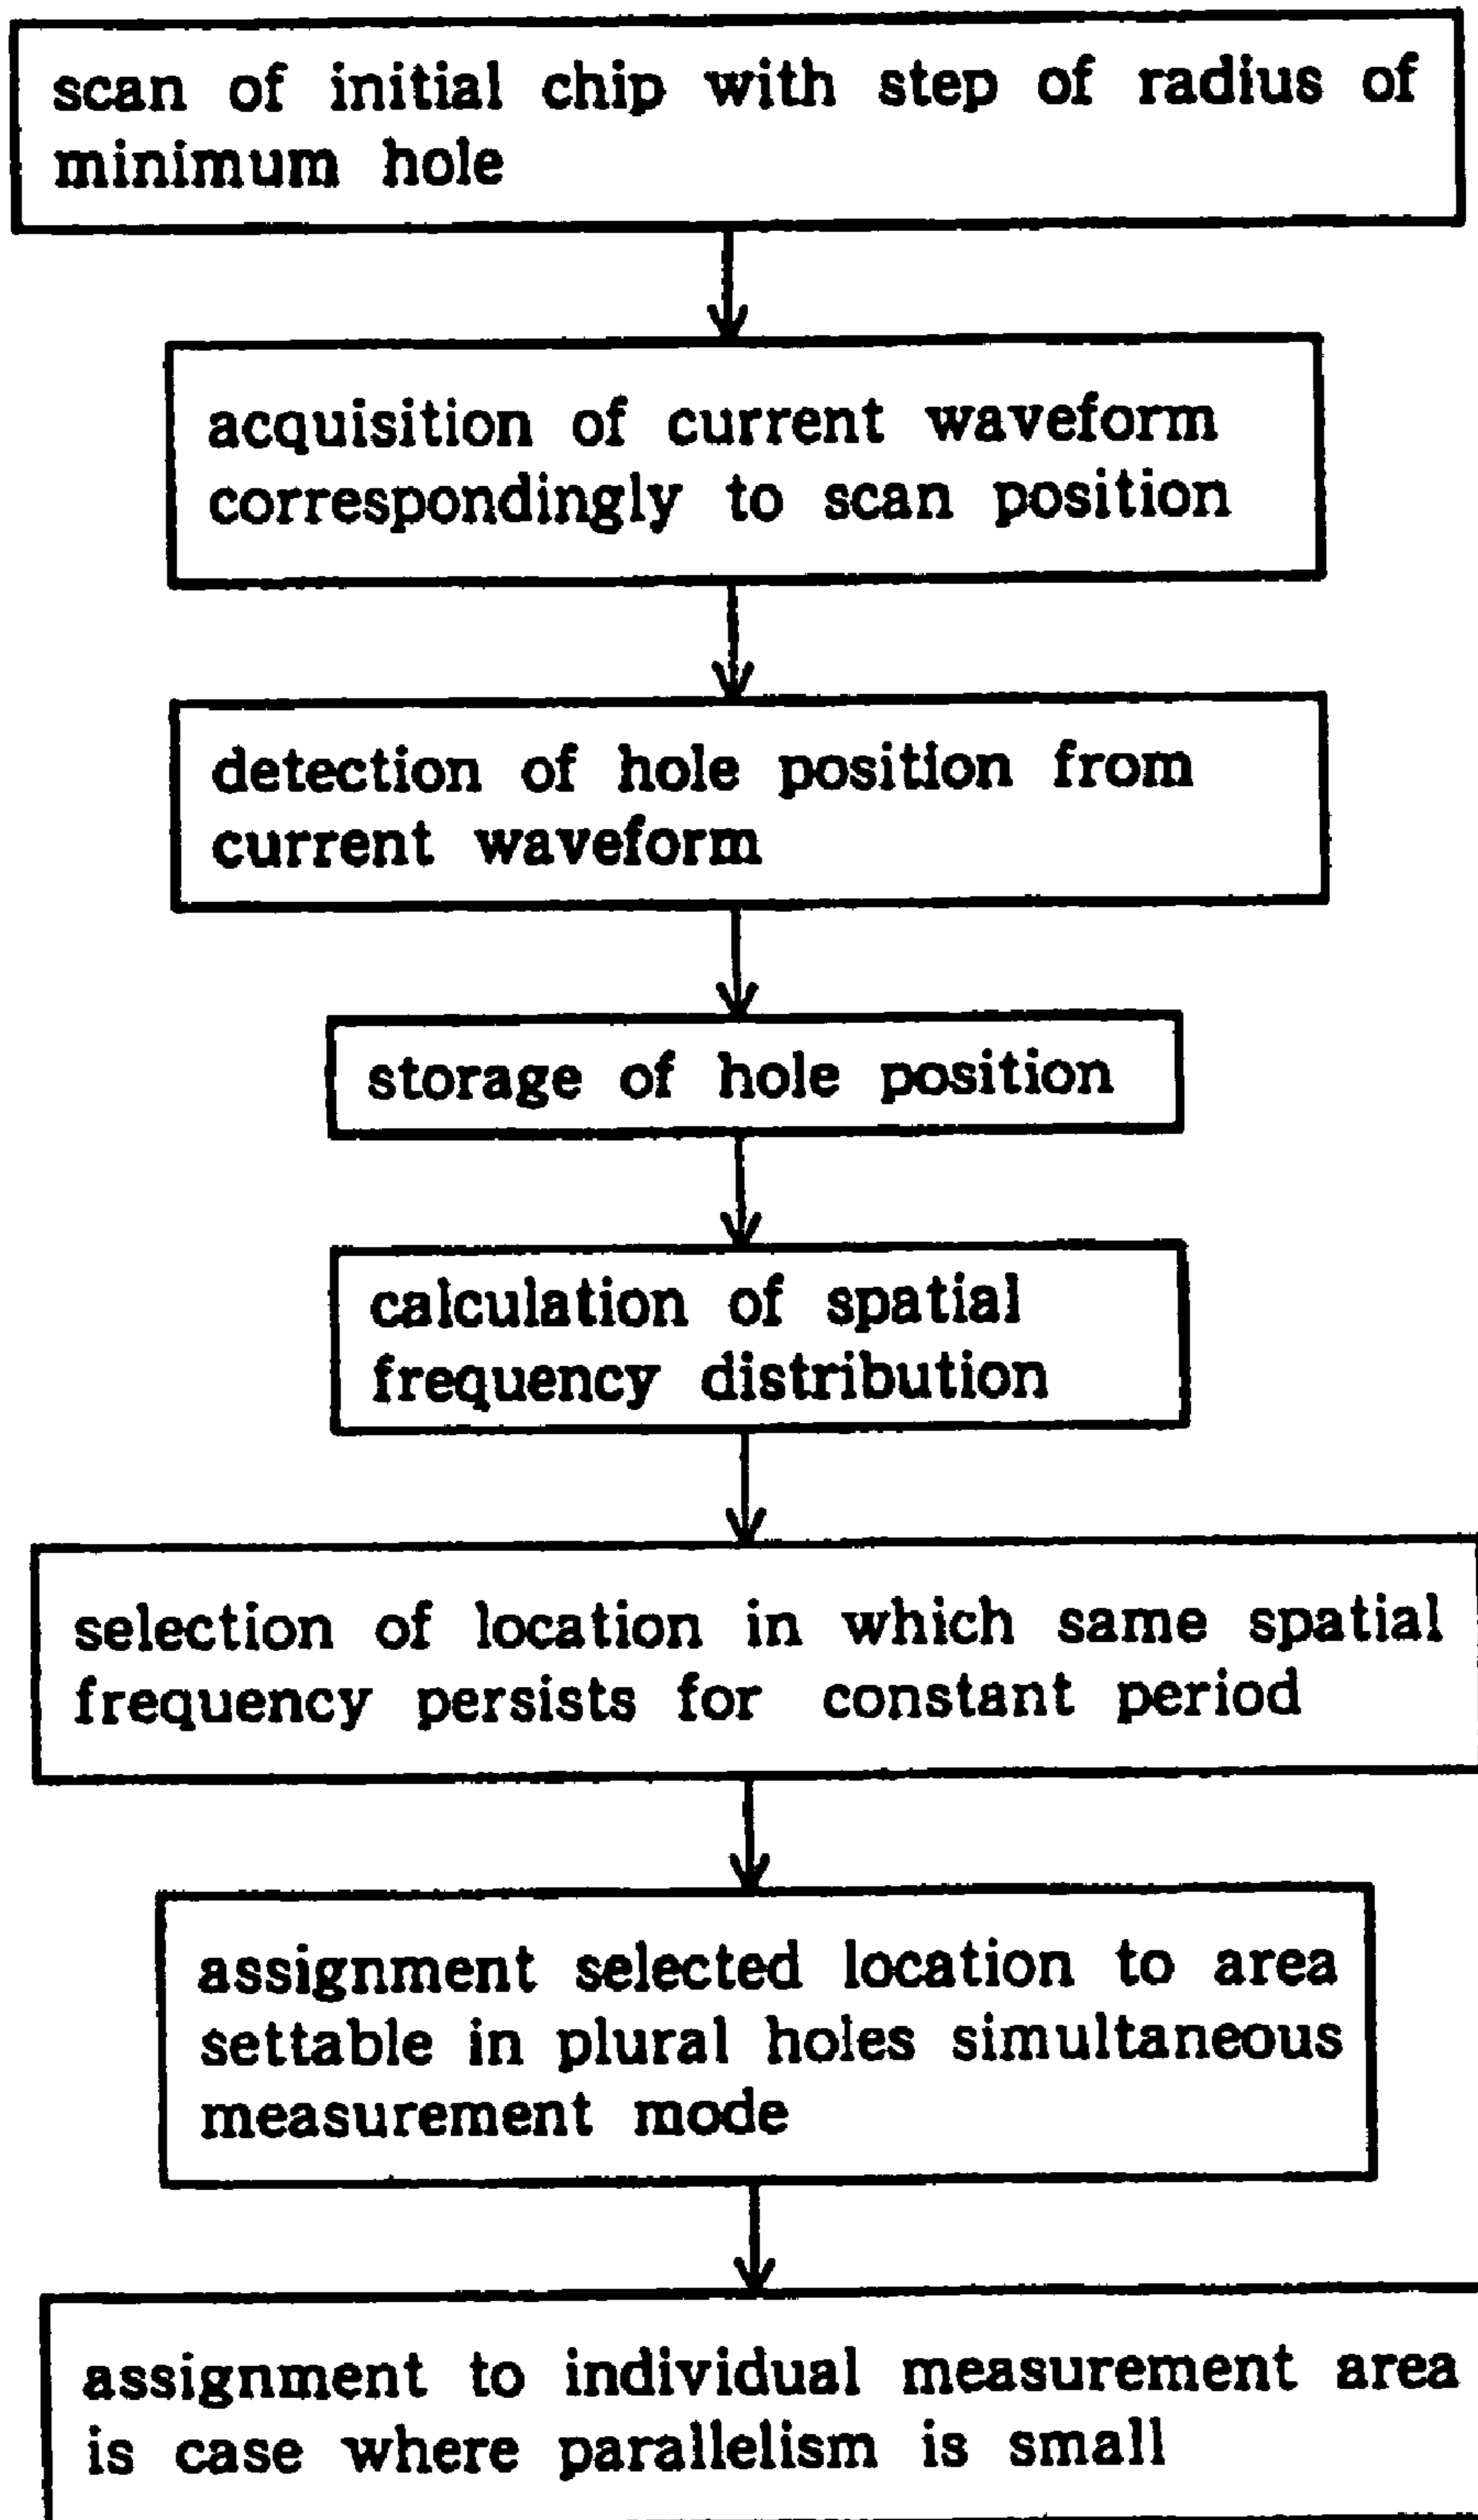 scan of initial chip with step of radius of
minimum hole
acquisition of current waveform
correspondingly to scan position
detection of hole position from
current waveform
storage of hole position
calculation of spatial
frequency distribution
selection of location in which same spatial
frequency persists for constant period
assignment selected location to area
settable in plural holes simultaneous
measurement mode
assignment to individual measurement area
is case where parallelism is small